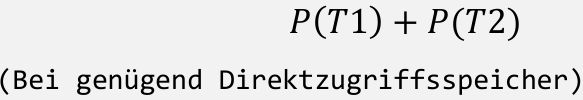 P(T1) + P(T2)
(Bei genügend Direktzugriffsspeicher)